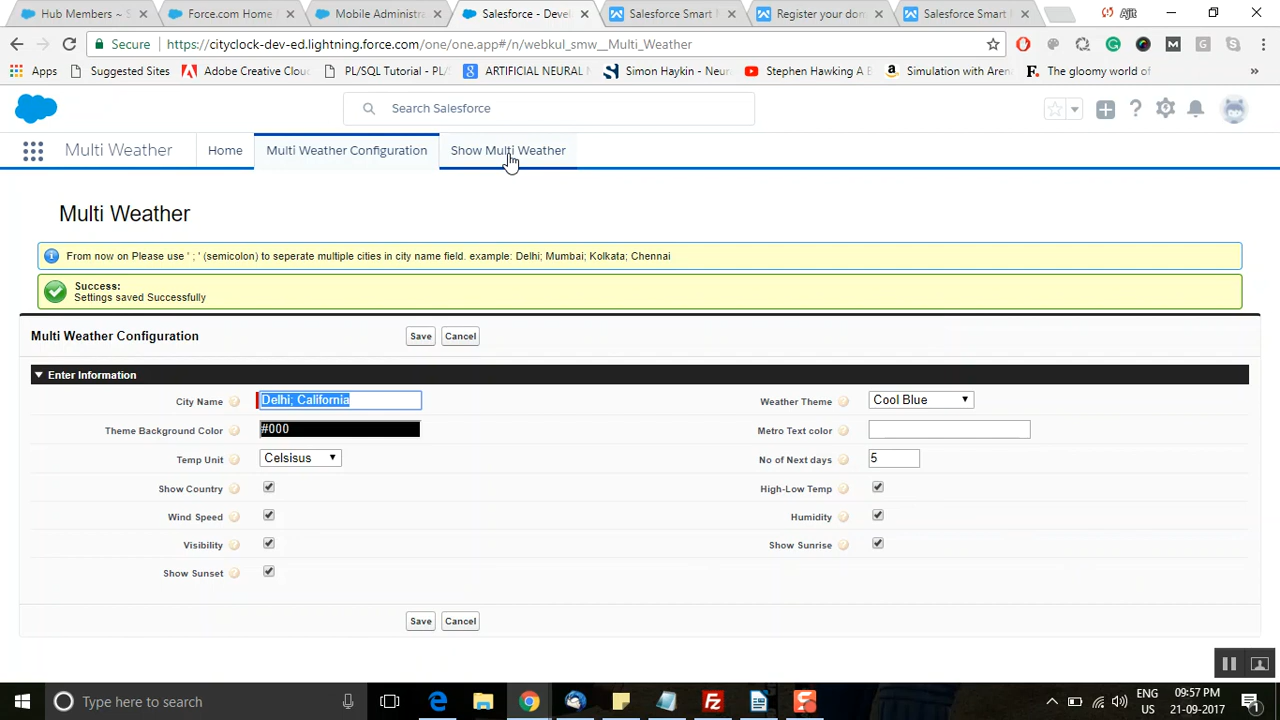 Hub Members ~ S
Force.com Home
Mobile Administra
Salesforce - Devel
Salesforce Smart M
Register your dom
Salesforce Smart M
Ajit
Secure
https://cityclock-dev-ed.lightning.force.com/one/one.app#/n/webkul_smw__Multi_Weather
Apps
Suggested Sites
Adobe Creative Clou
PL/SQL Tutorial - PL/
ARTIFICIAL NEURAL
Simon Haykin - Neu
Stephen Hawking A B
Simulation with Aren
The gloomy world of
Search Salesforce
Multi Weather
Home
Multi Weather Configuration
Show Multi Weather
Multi Weather
From now on Please use ' ; ' (semicolon) to seperate multiple cities in city name field. example: Delhi; Mumbai; Kolkata; Chennai
Success:
Settings saved Successfully
Multi Weather Configuration
Save
Cancel
Enter Information
City Name
Delhi; California
Weather Theme
Cool Blue
Theme Background Color
#000
Metro Text color
Temp Unit
Celsisus
No of Next days
5
Show Country
High-Low Temp
Wind Speed
Humidity
Visibility
Show Sunrise
Show Sunset
Save
Cancel
Type here to search
ENG
US
09:57 PM
21-09-2017